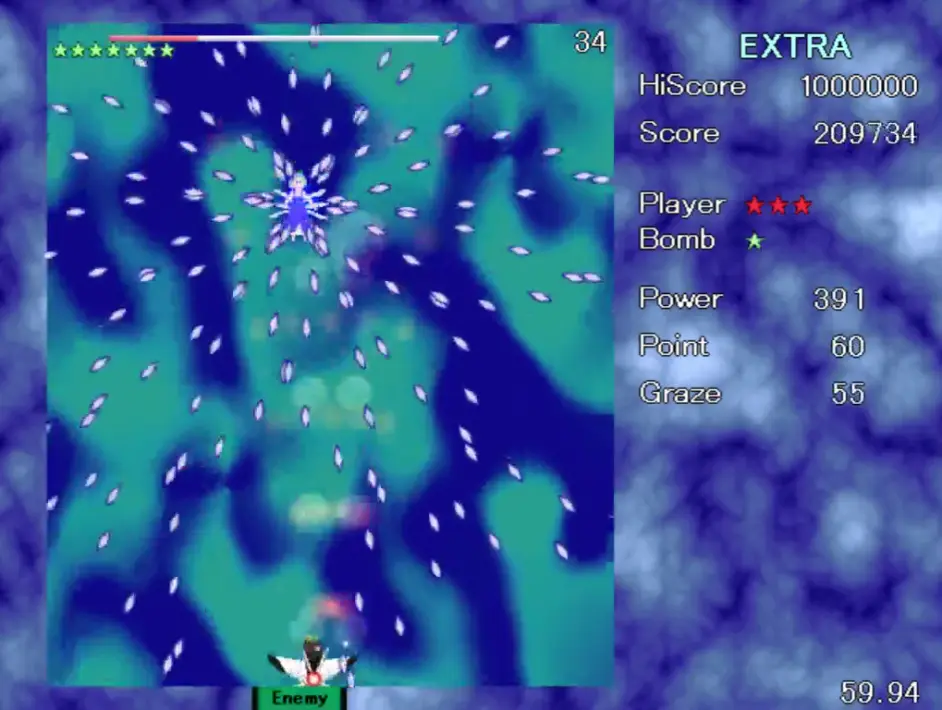 34
EXTRA
HiScore 1000000
Score 209734
Player
Bomb
Power 391
Point 60
Graze 55
Enemy
59.94